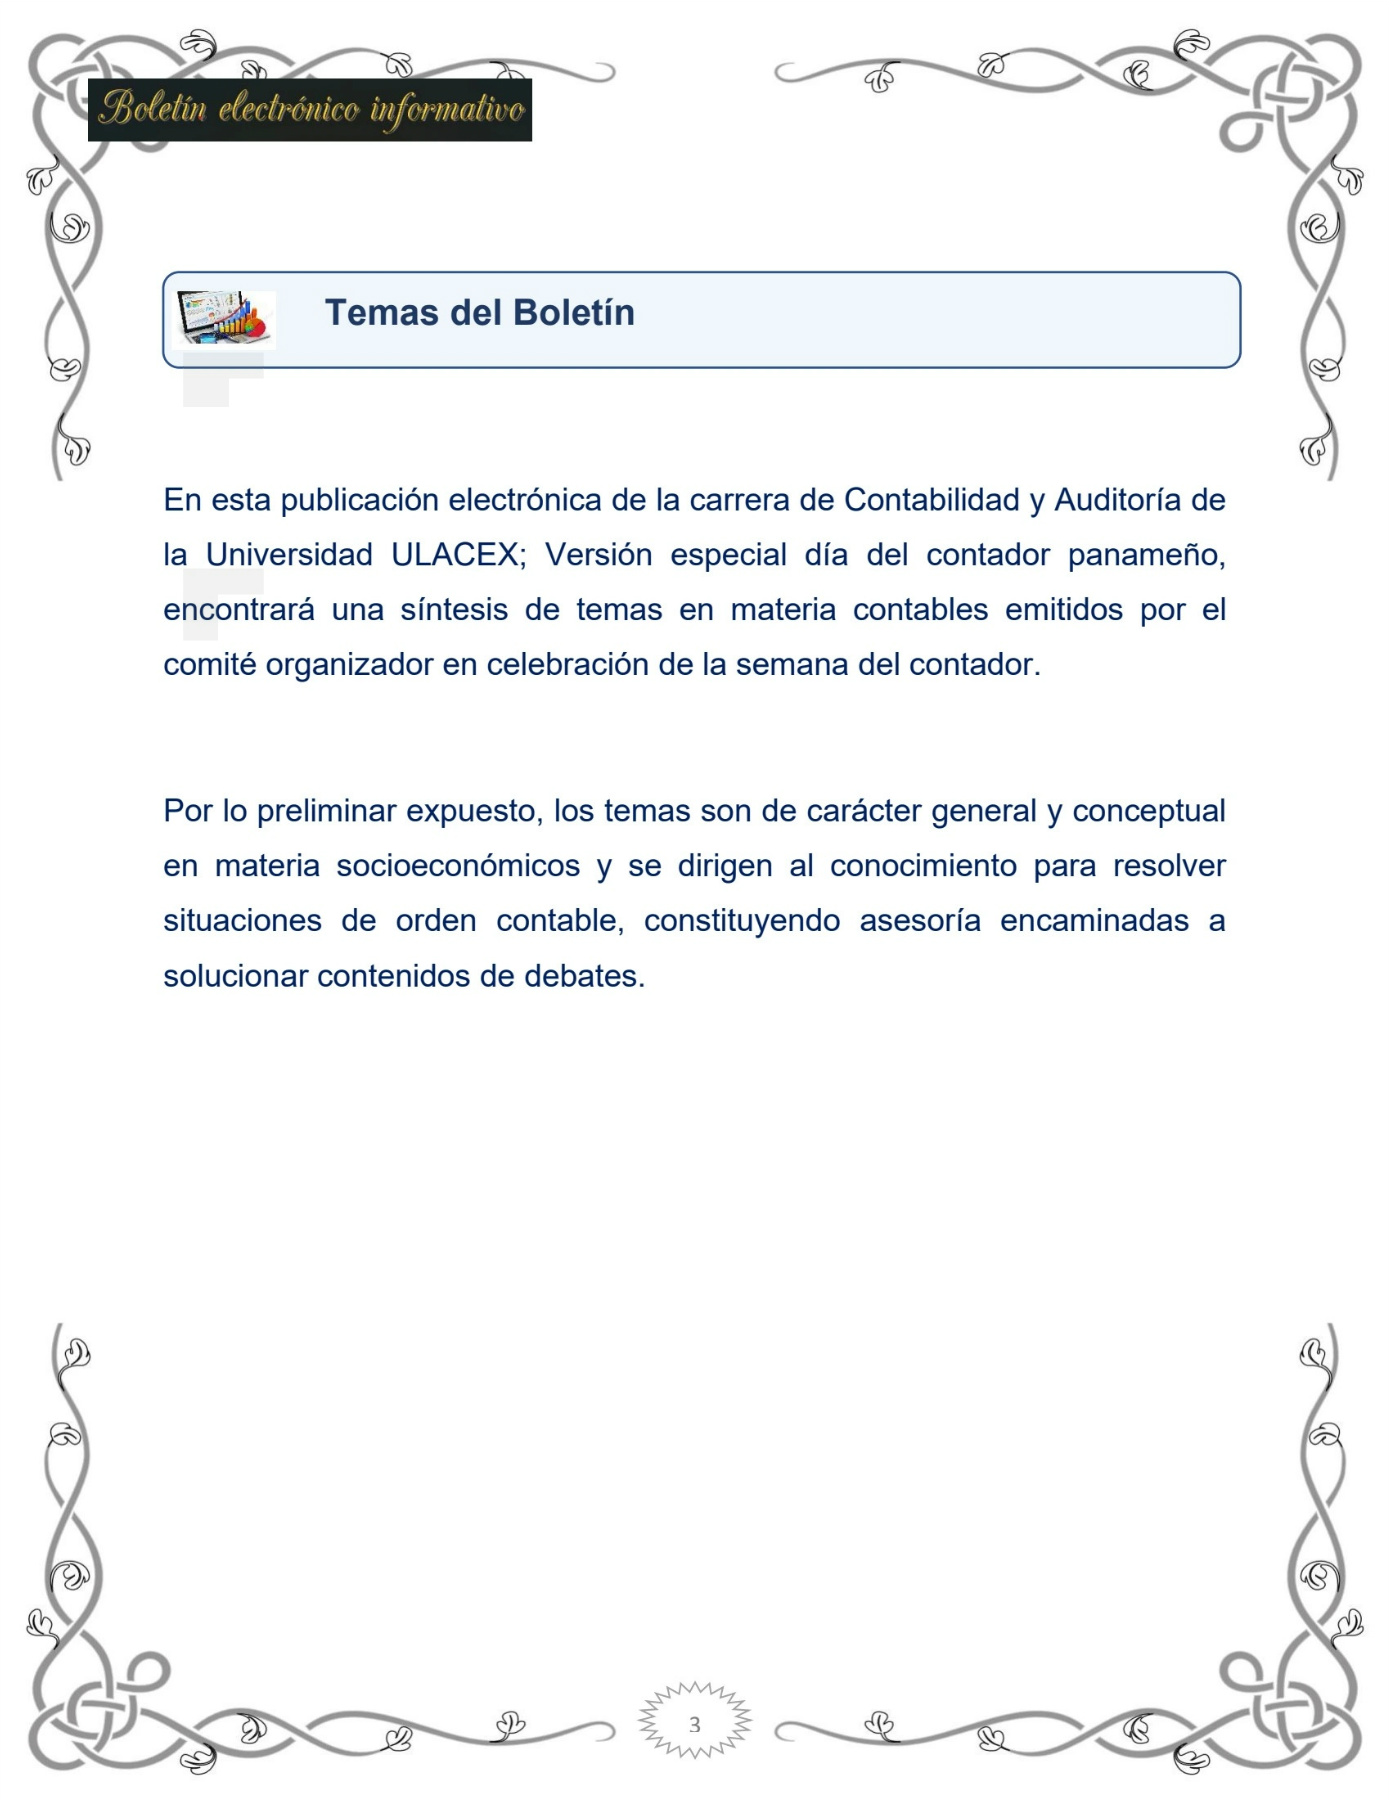 Boletín electrónico informativo
Temas del Boletín
En esta publicación electrónica de la carrera de Contabilidad y Auditoría de
la Universidad ULACEX; Versión especial día del contador panameño,
encontrará una síntesis de temas en materia contables emitidos por el
comité organizador en celebración de la semana del contador.
Por lo preliminar expuesto, los temas son de carácter general y conceptual
en materia socioeconómicos y se dirigen al conocimiento para resolver
situaciones de orden contable, constituyendo asesoría encaminadas a
solucionar contenidos de debates.
3